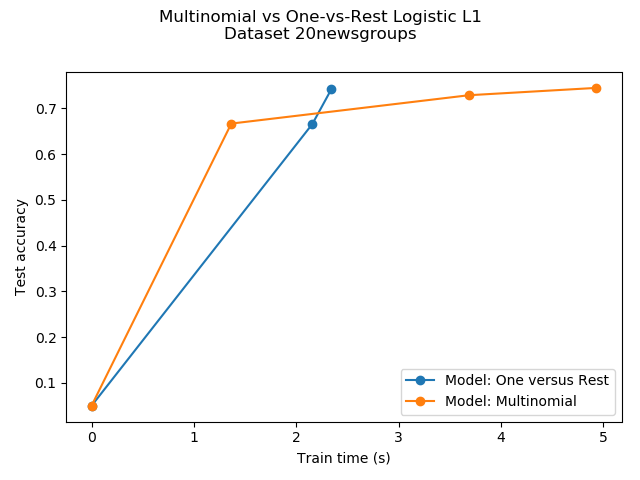 Multinomial vs One-vs-Rest Logistic L1
Dataset 20newsgroups
0.7
0.6
0.5
0.4
0.3
0.2
0.1
Test accuracy
Model: One versus Rest
Model: Multinomial
0 1 2 3 4 5
Train time (s)